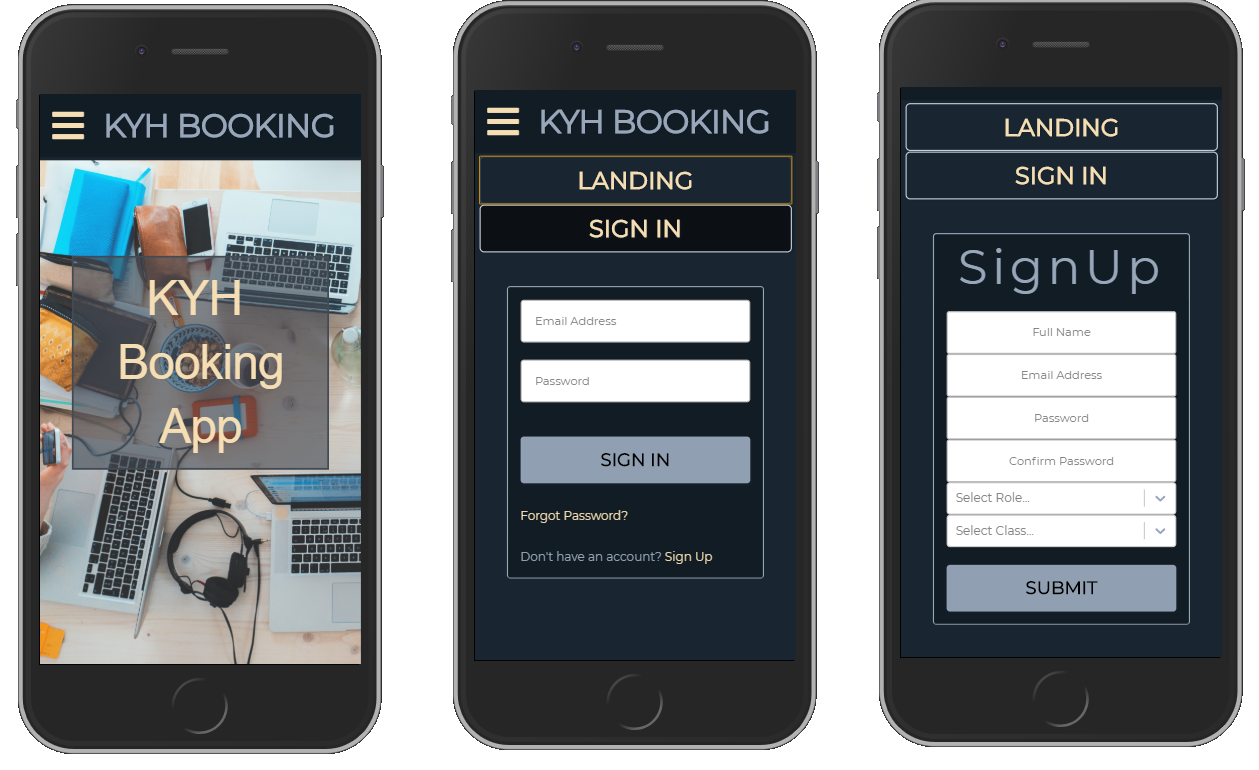 KYH BOOKING
KYH
Booking
App
KYH BOOKING
LANDING
SIGN IN
Email Address
Password
SIGN IN
Forgot Password?
Don't have an account? Sign Up
LANDING
SIGN IN
SignUp
Full Name
Email Address
Password
Confirm Password
Select Role...
Select Class...
SUBMIT